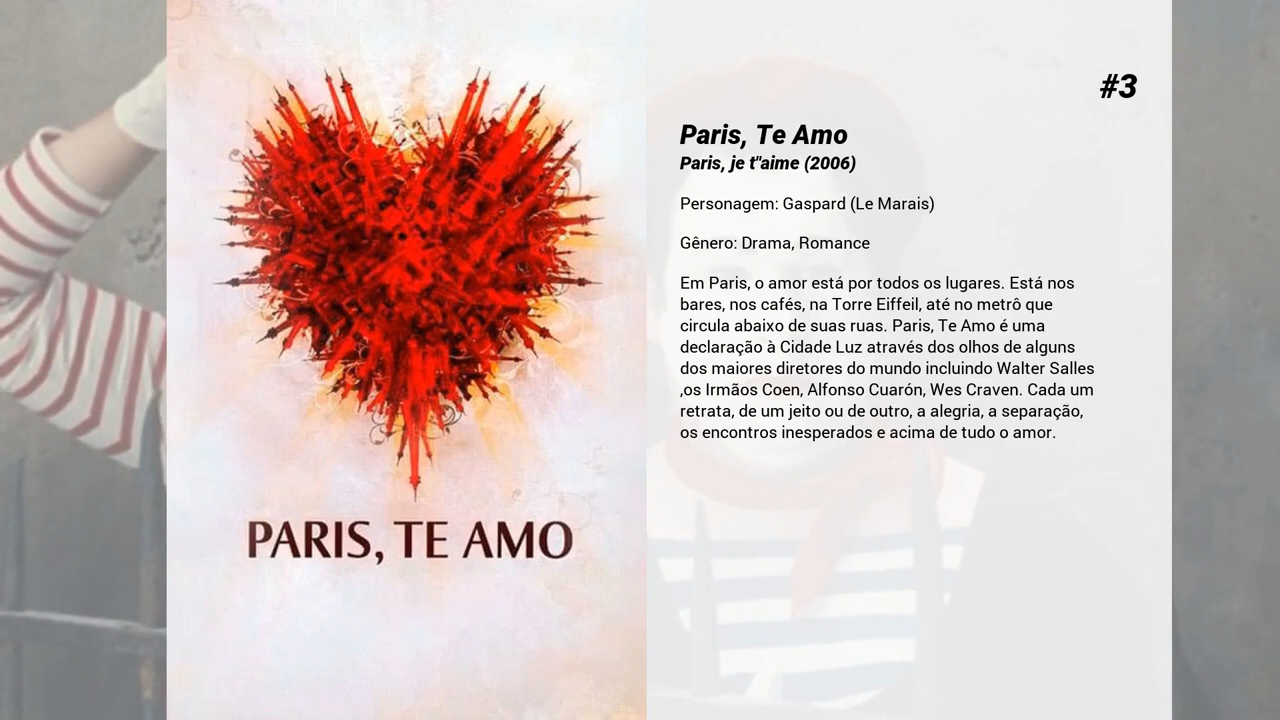 #3
Paris, Te Amo
Paris, je t"aime (2006)
Personagem: Gaspard (Le Marais)
Gênero: Drama, Romance
Em Paris, o amor está por todos os lugares. Está nos
bares, nos cafés, na Torre Eiffeil, até no metrô que
circula abaixo de suas ruas. Paris, Te Amo é uma
declaração à Cidade Luz através dos olhos de alguns
dos maiores diretores do mundo incluindo Walter Salles
,os Irmãos Coen, Alfonso Cuarón, Wes Craven. Cada um
retrata, de um jeito ou de outro, a alegria, a separação,
os encontros inesperados e acima de tudo o amor.
PARIS, TE AMO